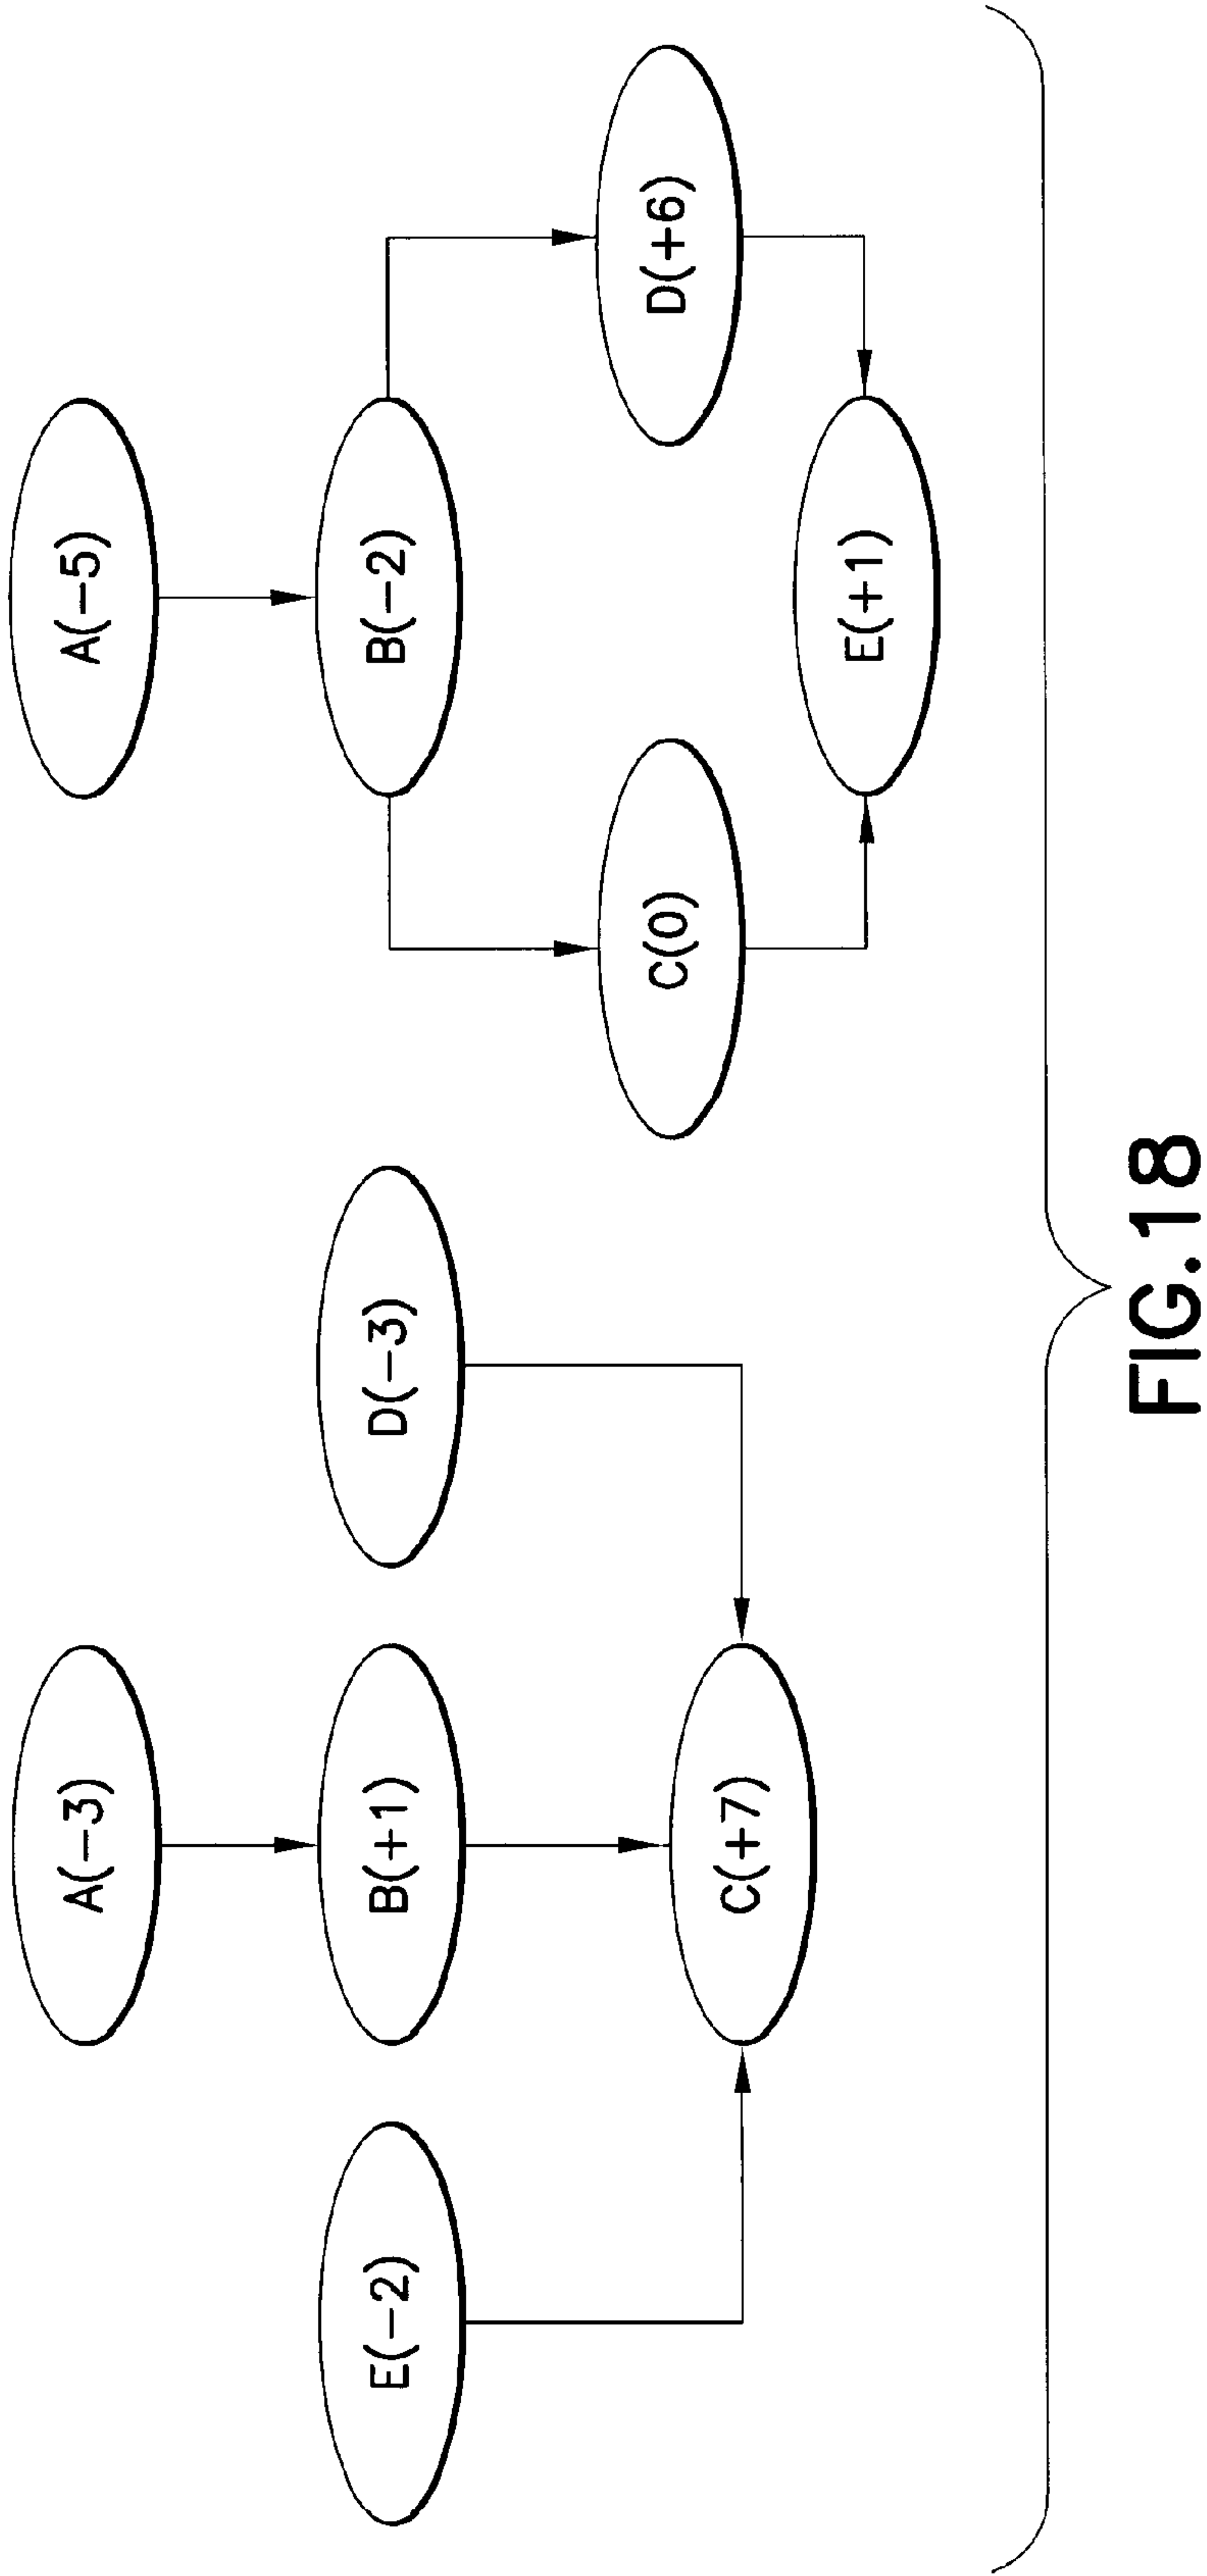 A(−3)
A(−5)
E(−2)
B(+1)
D(−3)
B(−2)
C(0)
D(+6)
C(+7)
E(+1)
FIG.18